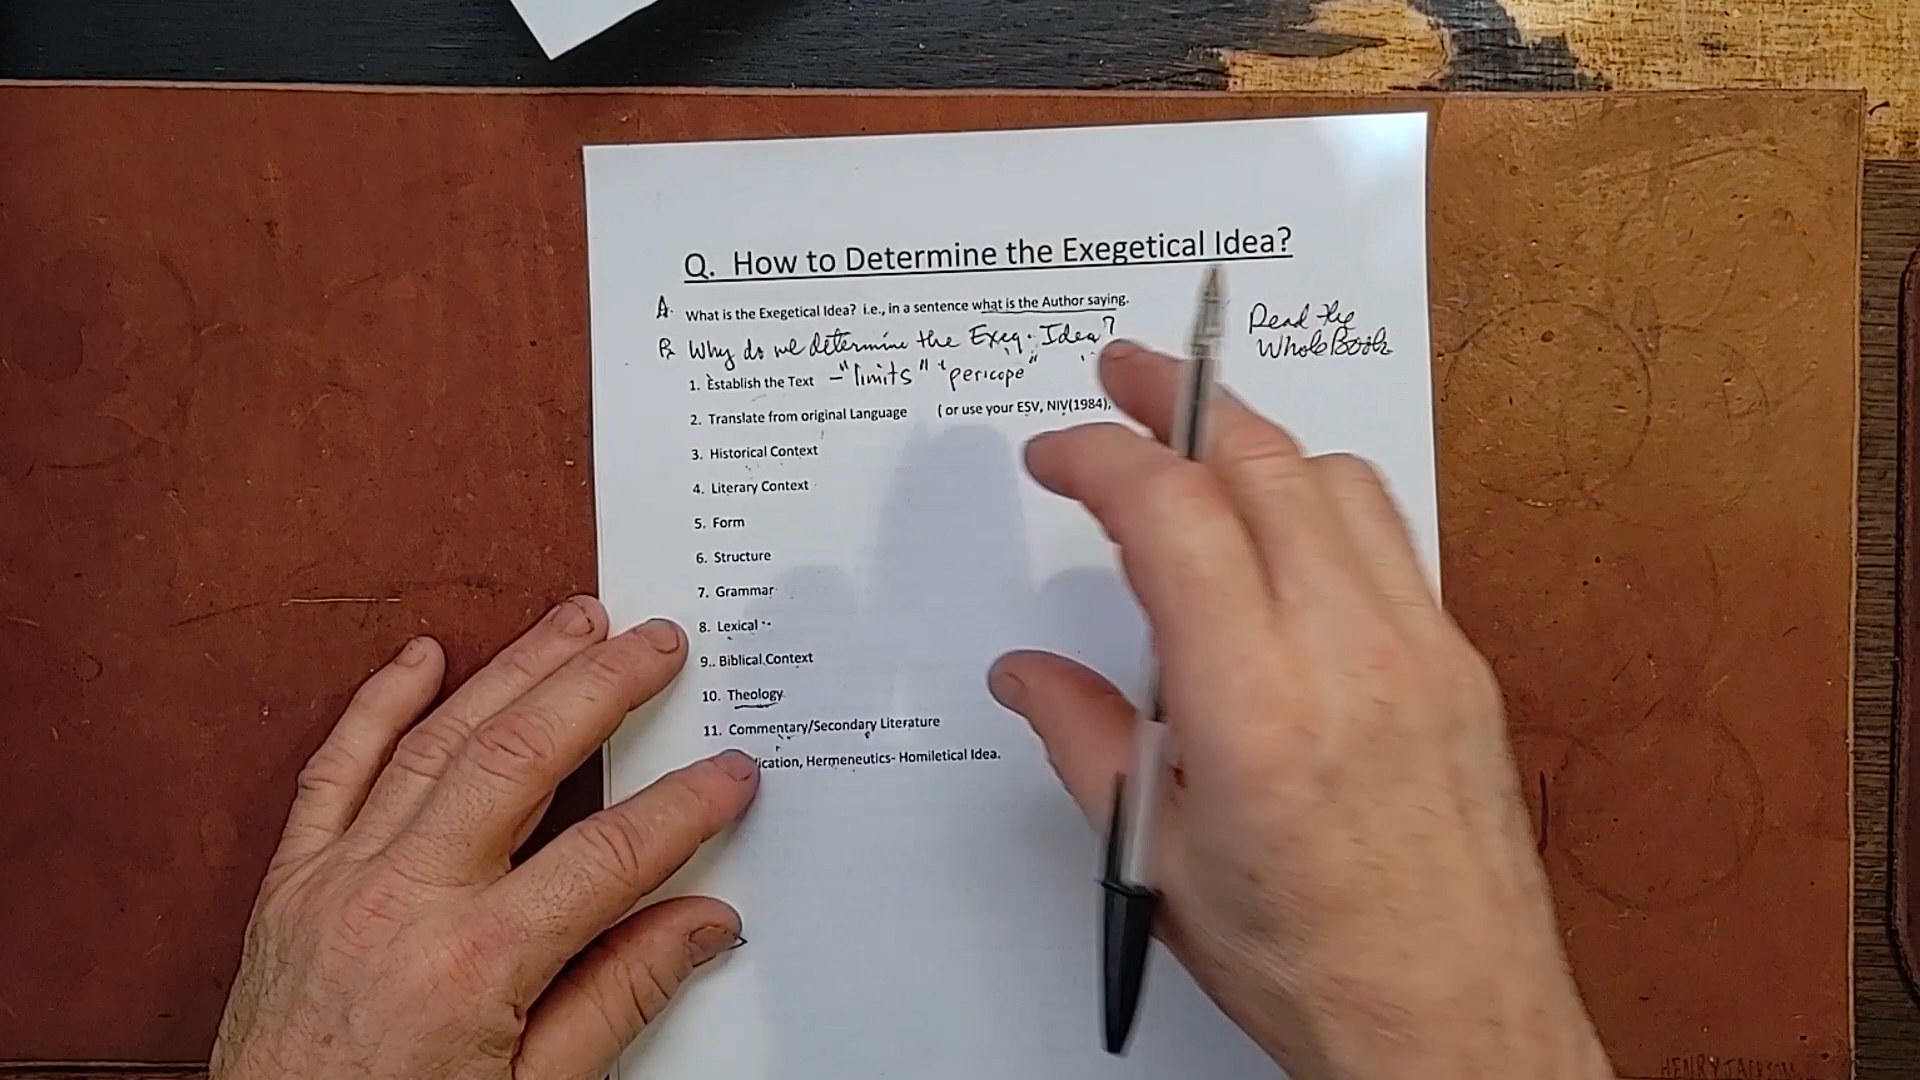 Q. How to Determine the Exegetical Idea?
A. What is the Exegetical Idea? i.e., in a sentence what is the Author saying.
B. Why do we determine the Exeg. Idea?
Read the
Whole Book
1. Establish the Text - "limits" + "pericope"
2. Translate from original Language ( or use your ESV, NIV(1984),
3. Historical Context
4. Literary Context
5. Form
6. Structure
7. Grammar
8. Lexical
9.. Biblical Context
10. Theology
11. Commentary/Secondary Literature
Hermeneutics- Homiletical Idea.
HENRY